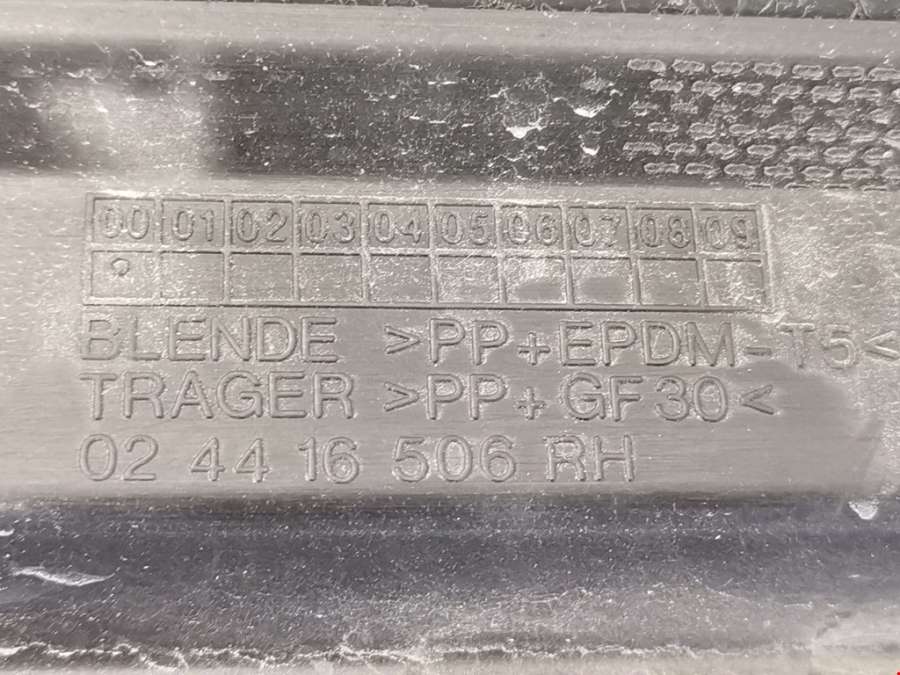 00 01 02 03 04 05 06 07 08 09
BLENDE >PP+EPDM-T5<
TRAGER >PP+GF30<
02 44 16 506 RH